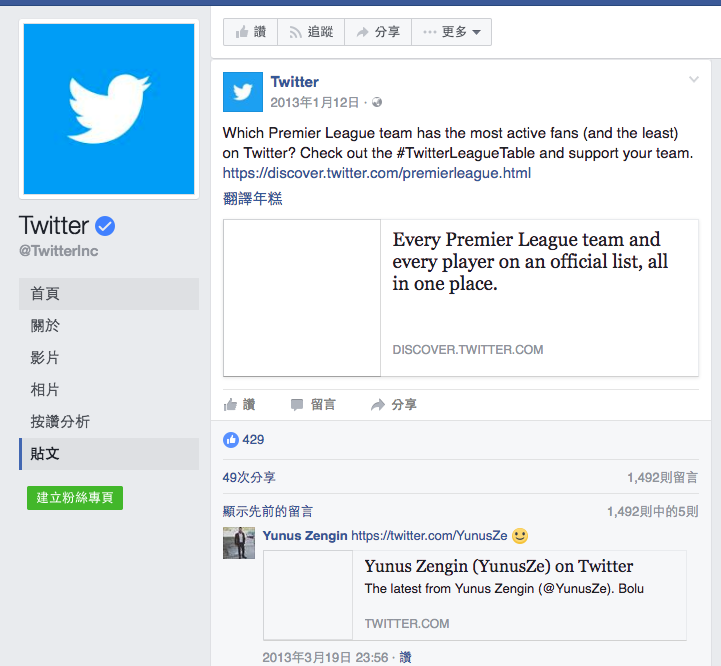 讚
追蹤
分享
更多
Twitter
2013年1月12日 ·
Which Premier League team has the most active fans (and the least)
on Twitter? Check out the #TwitterLeagueTable and support your team.
https://discover.twitter.com/premierleague.html
翻譯年糕
Every Premier League team and
every player on an official list, all
in one place.
DISCOVER.TWITTER.COM
讚
留言
分享
429
49次分享
1,492則留言
顯示先前的留言
1,492則中的5則
Yunus Zengin https://twitter.com/YunusZe
Yunus Zengin (YunusZe) on Twitter
The latest from Yunus Zengin (@YunusZe). Bolu
TWITTER.COM
2013年3月19日 23:56 · 讚
Twitter
@TwitterInc
首頁
關於
影片
相片
按讚分析
貼文
建立粉絲專頁